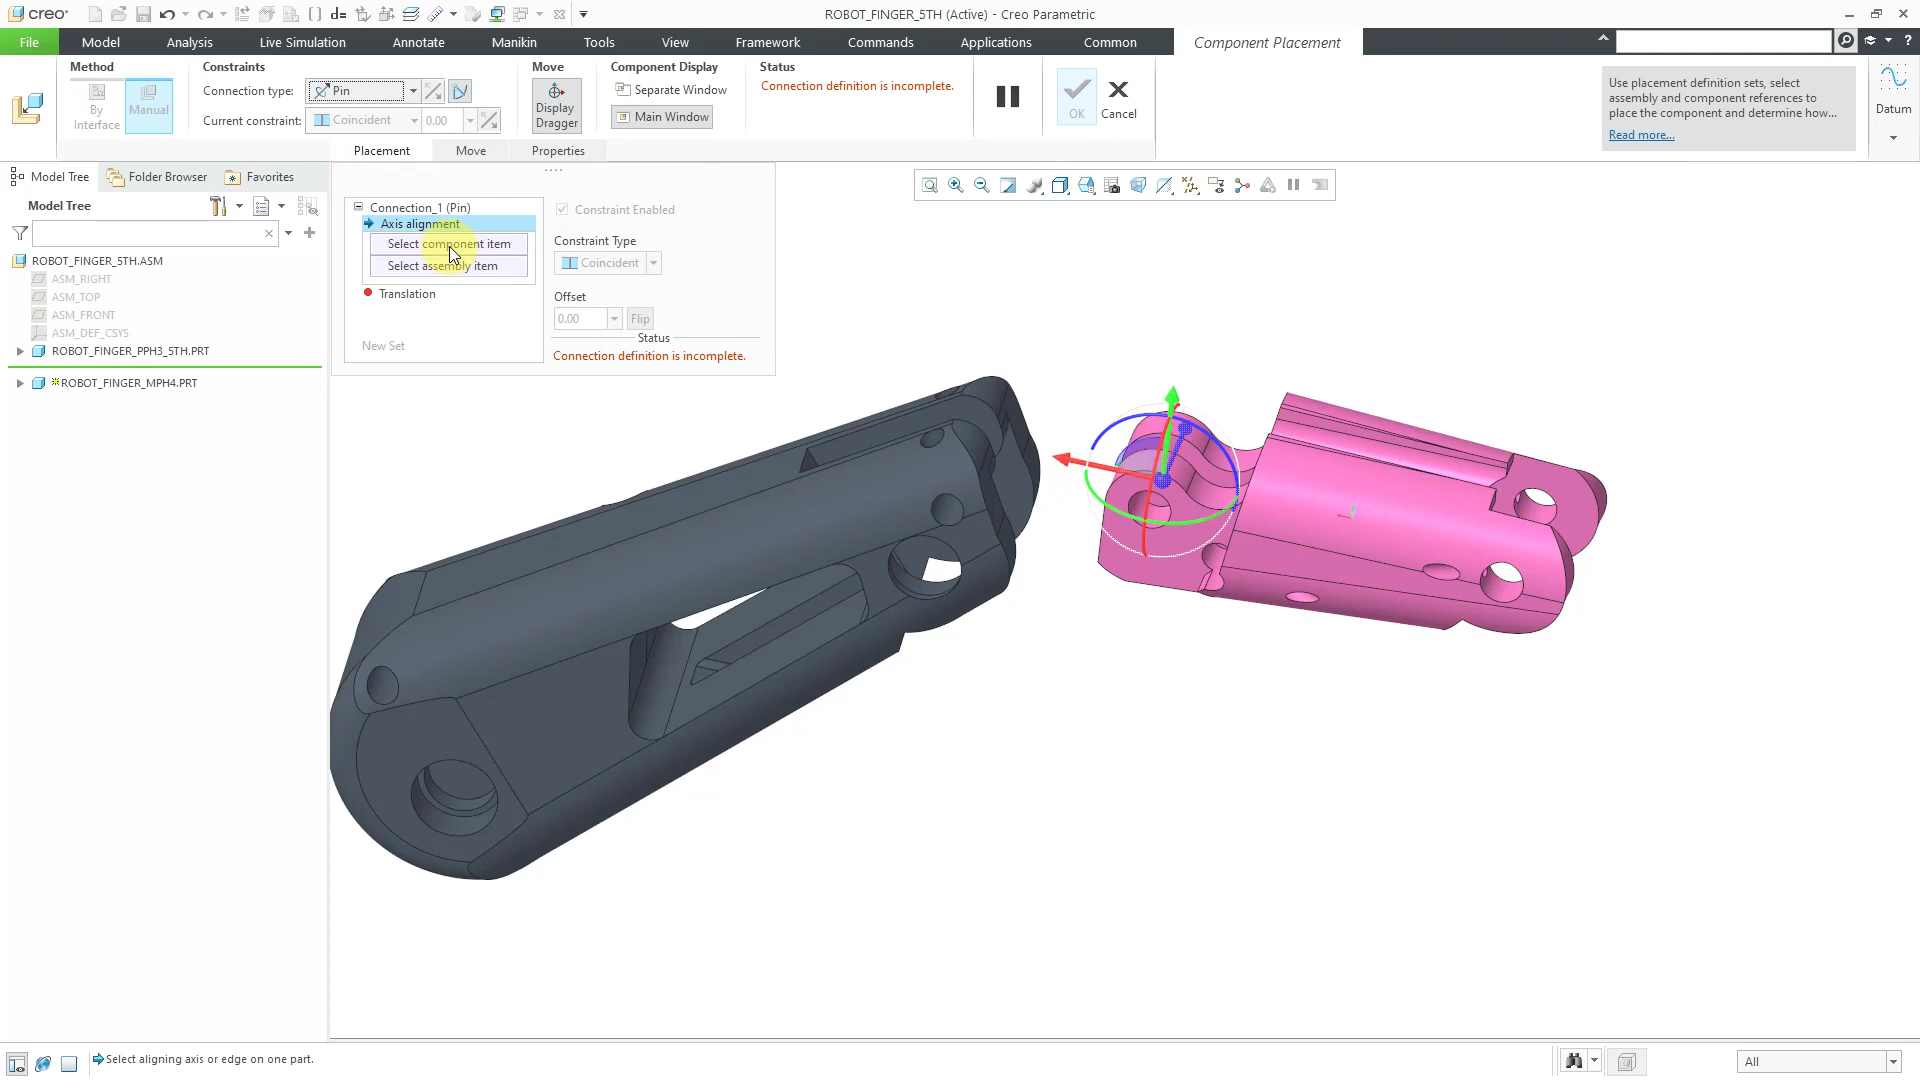 creo
ROBOT_FINGER_5TH (Active) - Creo Parametric
File
Model
Analysis
Live Simulation
Annotate
Manikin
Tools
View
Framework
Commands
Applications
Common
Component Placement
Method
By
Interface
Manual
Constraints
Connection type:
Pin
Current constraint:
Coincident
0.00
Move
Display
Dragger
Component Display
Separate Window
Main Window
Status
Connection definition is incomplete.
OK
Cancel
Use placement definition sets, select
assembly and component references to
place the component and determine how...
Read more...
Datum
Placement
Move
Properties
Model Tree
Folder Browser
Favorites
Model Tree
ROBOT_FINGER_5TH.ASM
ASM_RIGHT
ASM_TOP
ASM_FRONT
ASM_DEF_CSYS
ROBOT_FINGER_PPH3_5TH.PRT
ROBOT_FINGER_MPH4.PRT
Connection_1 (Pin)
Axis alignment
Select component item
Select assembly item
Translation
New Set
Constraint Enabled
Constraint Type
Coincident
Offset
0.00
Flip
Status
Connection definition is incomplete.
Select aligning axis or edge on one part.
All